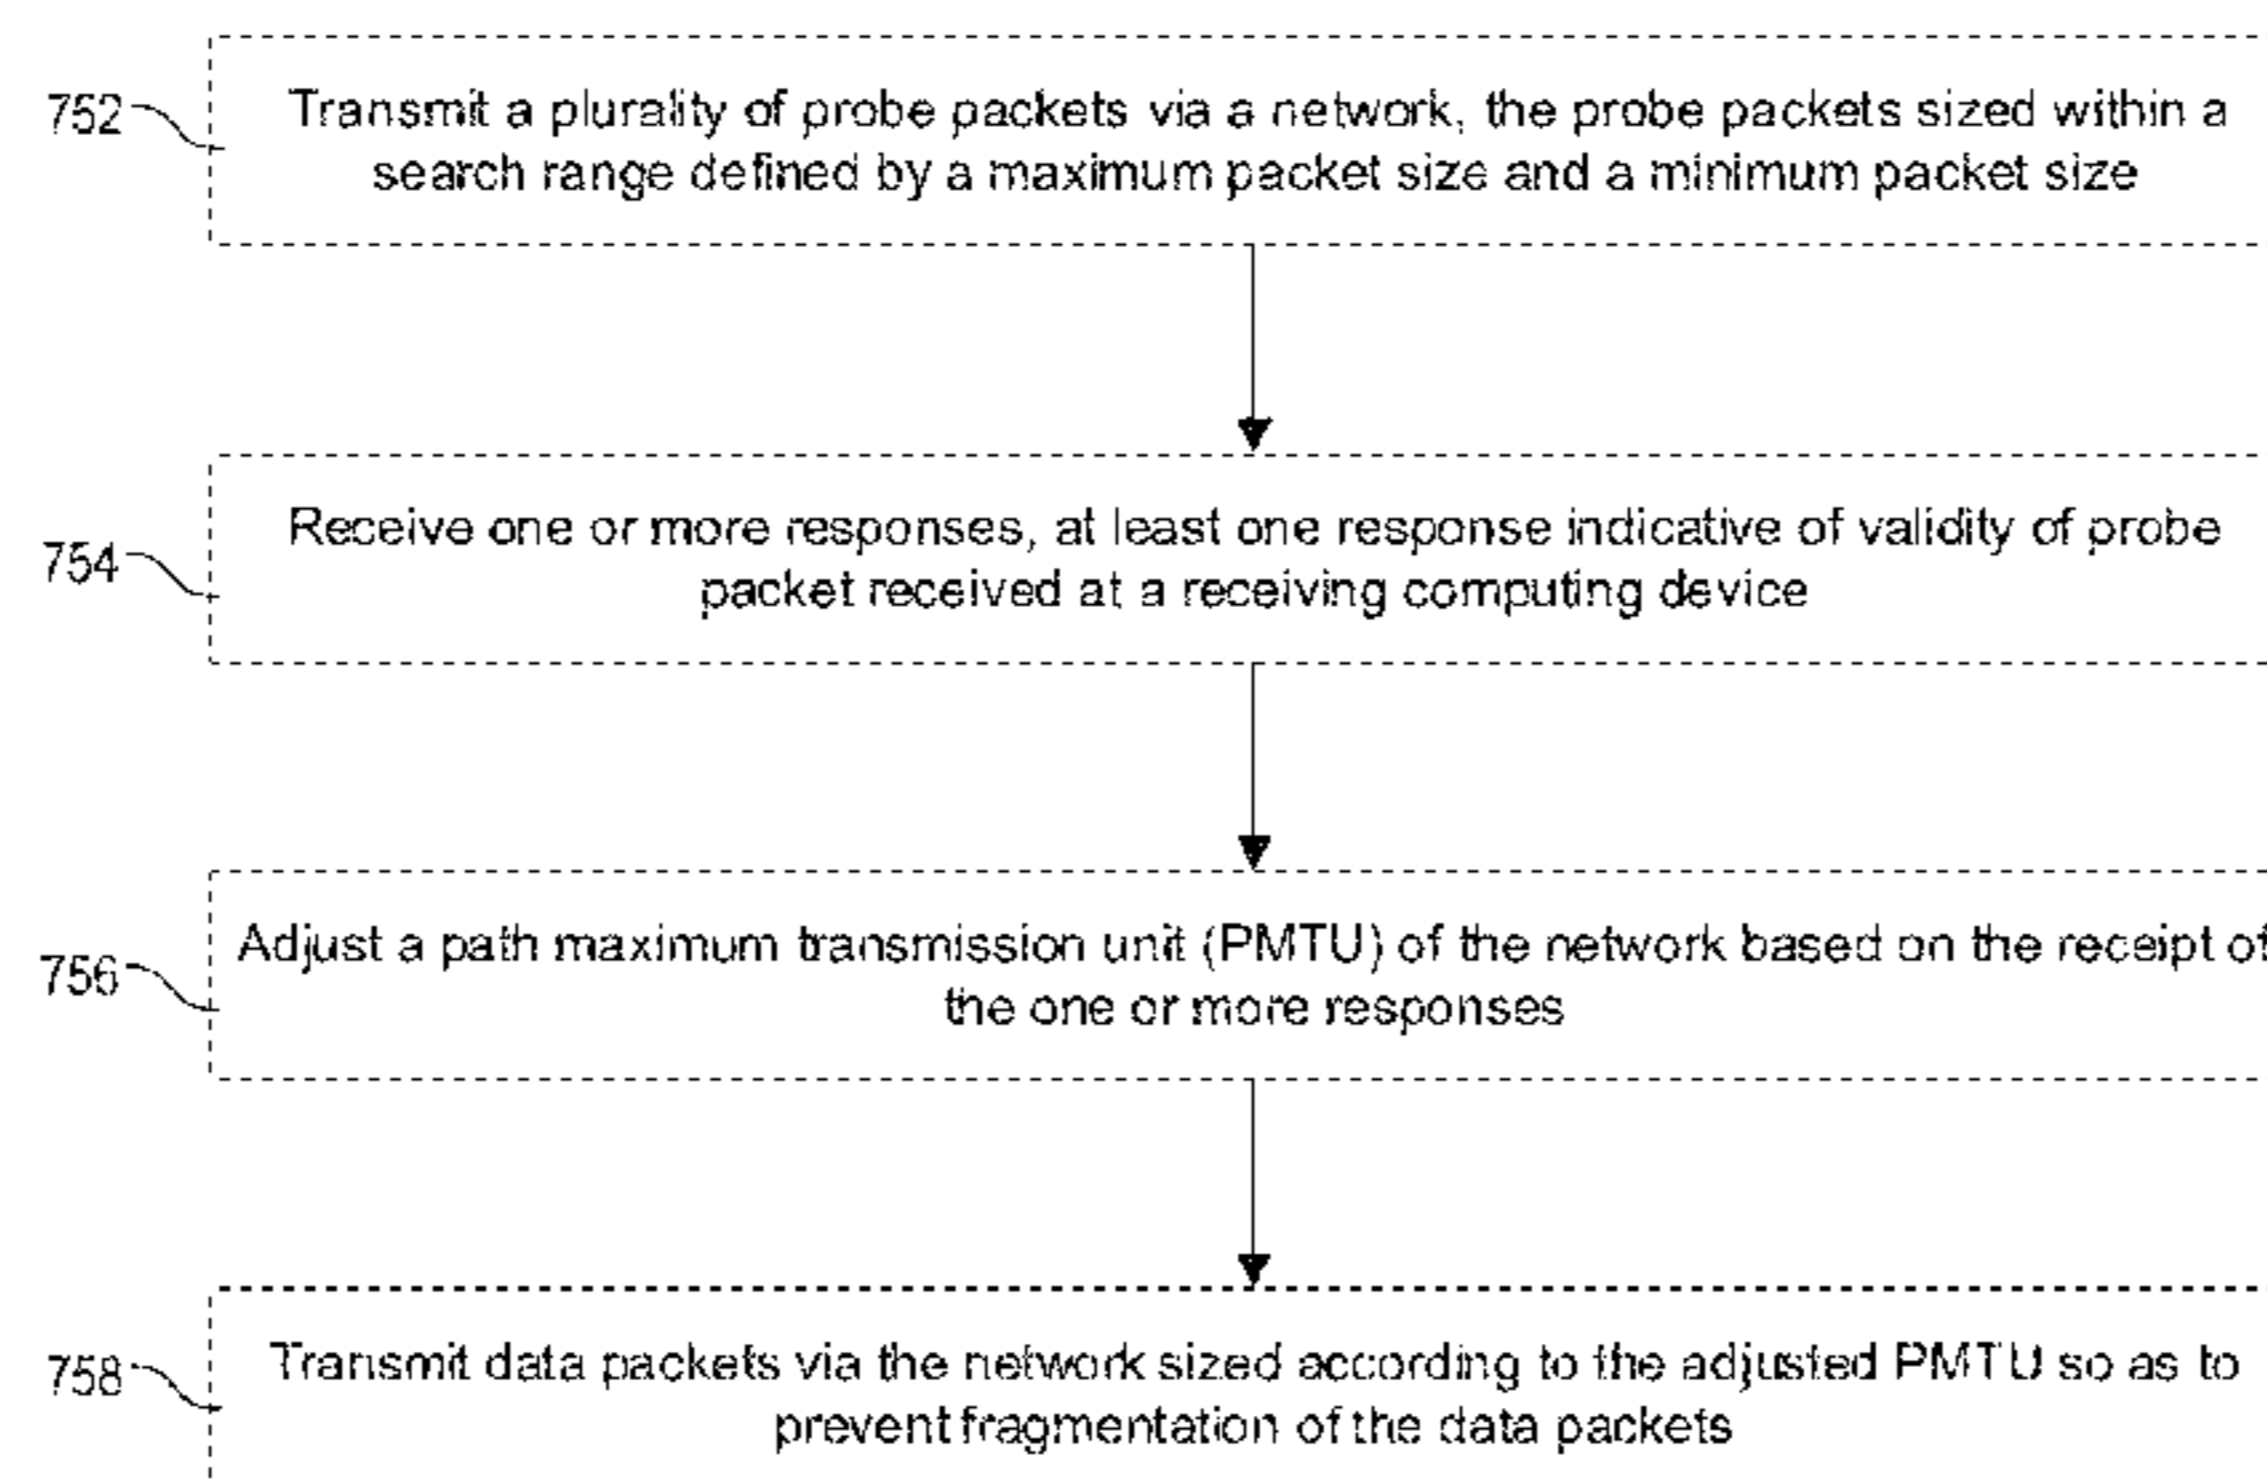 752
Transmit a plurality of probe packets via a network, the probe packets sized within a
search range defined by a maximum packet size and a minimum packet size
754
Receive one or more responses, at least one response indicative of validity of probe
packet received at a receiving computing device
756
Adjust a path maximum transmission unit (PMTU) of the network based on the receipt of
the one or more responses
758
Transmit data packets via the network sized according to the adjusted PMTU so as to
prevent fragmentation of the data packets